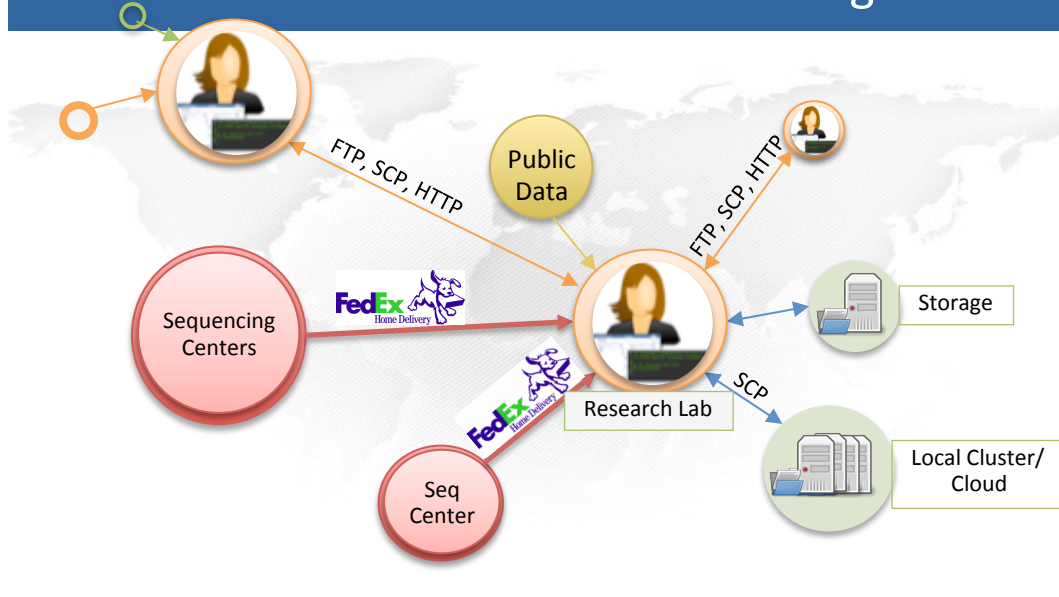 FTP, SCP, HTTP
Public
Data
FTP, SCP, HTTP
FedEx
Home Delivery
Sequencing
Centers
Storage
FedEx
Home Delivery
SCP
Research Lab
Local Cluster/
Cloud
Seq
Center